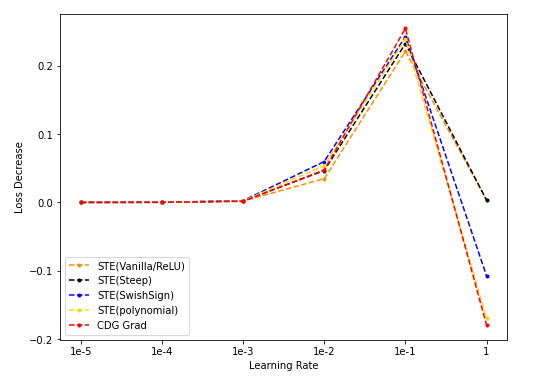 0.2
0.1
0.0
−0.1
−0.2
Loss Decrease
STE(Vanilla/ReLU)
STE(Steep)
STE(SwishSign)
STE(polynomial)
CDG Grad
1e-5 1e-4 1e-3 1e-2 1e-1 1
Learning Rate